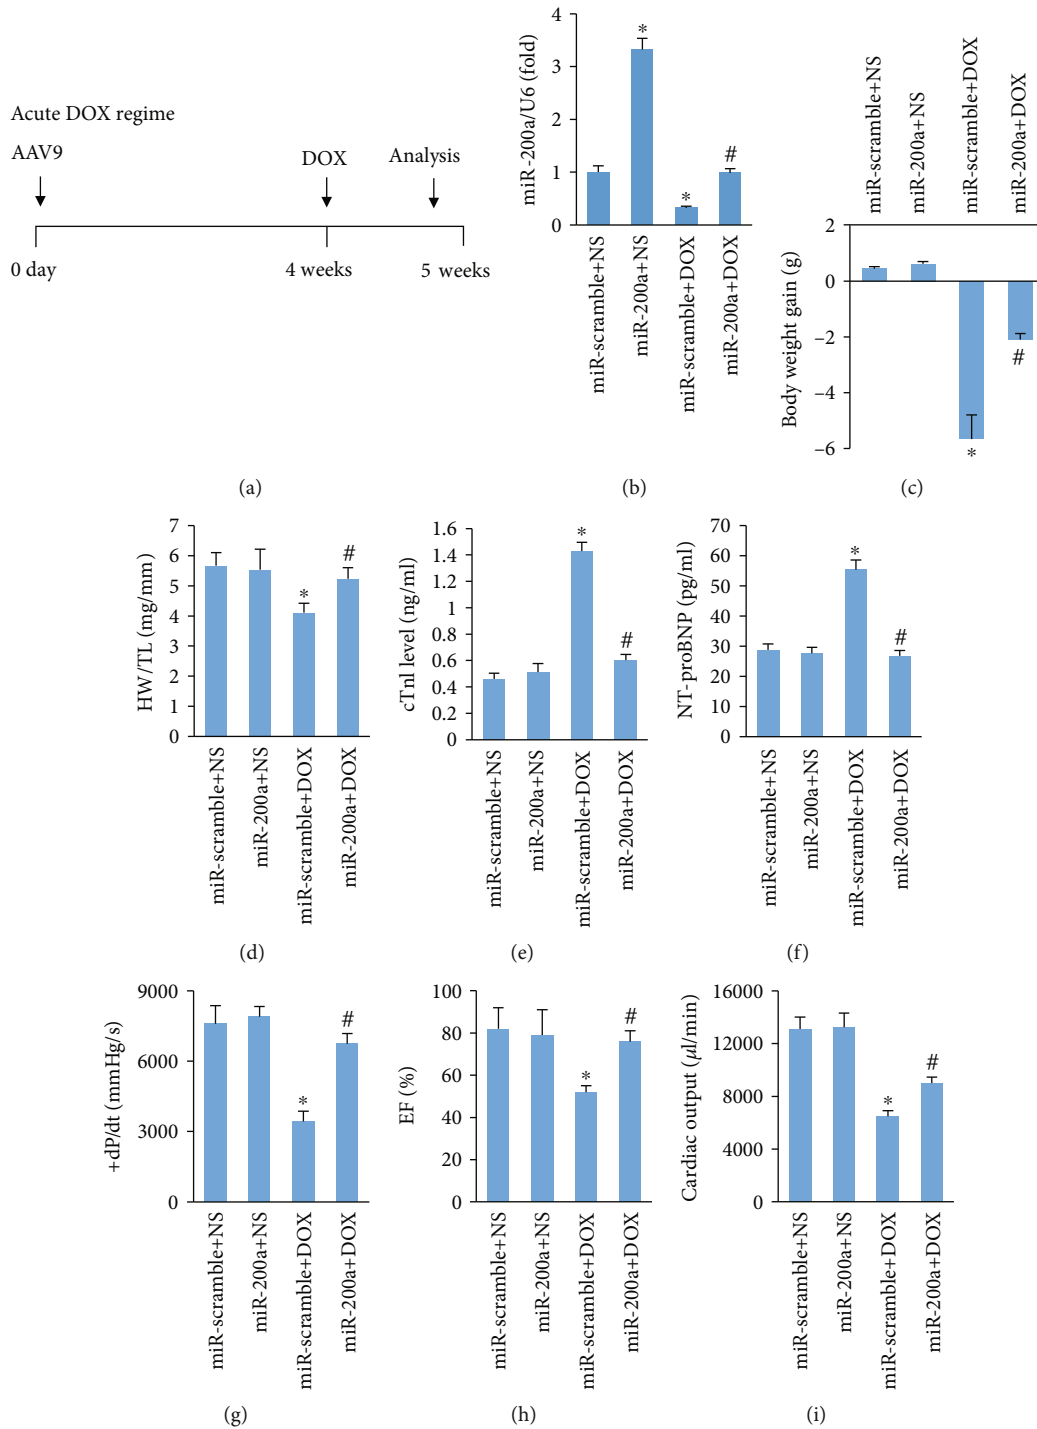 Acute DOX regime
AAV9
DOX
Analysis
0 day
4 weeks
5 weeks
(a)
miR-200a/U6 (fold)
4
3
2
1
0
*
*
#
miR-scramble+NS
miR-200a+NS
miR-scramble+DOX
miR-200a+DOX
(b)
miR-scramble+NS
miR-200a+NS
miR-scramble+DOX
miR-200a+DOX
Body weight gain (g)
2
0
−2
−4
−6
*
#
(c)
HW/TL (mg/mm)
7
6
5
4
3
2
1
0
*
#
miR-scramble+NS
miR-200a+NS
miR-scramble+DOX
miR-200a+DOX
(d)
cTnl level (ng/ml)
1.6
1.4
1.2
1
0.8
0.6
0.4
0.2
0
*
#
miR-scramble+NS
miR-200a+NS
miR-scramble+DOX
miR-200a+DOX
(e)
NT-proBNP (pg/ml)
70
60
50
40
30
20
10
0
*
#
miR-scramble+NS
miR-200a+NS
miR-scramble+DOX
miR-200a+DOX
(f)
+dP/dt (mmHg/s)
9000
6000
3000
0
*
#
miR-scramble+NS
miR-200a+NS
miR-scramble+DOX
miR-200a+DOX
(g)
EF (%)
100
80
60
40
20
0
*
#
miR-scramble+NS
miR-200a+NS
miR-scramble+DOX
miR-200a+DOX
(h)
Cardiac output (μl/min)
16000
12000
8000
4000
0
*
#
miR-scramble+NS
miR-200a+NS
miR-scramble+DOX
miR-200a+DOX
(i)